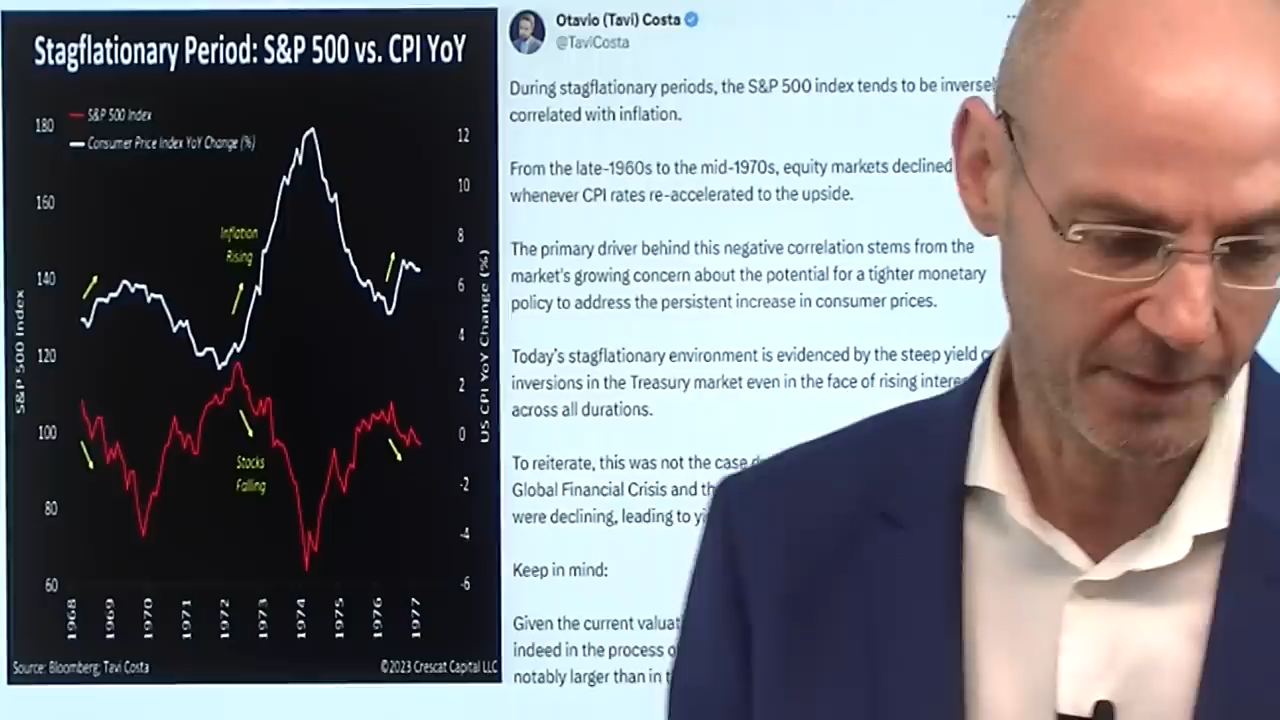 Stagflationary Period: S&P 500 vs. CPI YoY
S&P 500 Index
Consumer Price Index YoY Change (%)
180
160
140
120
100
80
60
S&P 500 Index
12
10
8
6
4
2
0
-2
-4
-6
US CPI YoY Change (%)
Inflation
Rising
Stocks
Falling
1968
1969
1970
1971
1972
1973
1974
1975
1976
1977
Source: Bloomberg; Tavi Costa
©2023 Crescat Capital LLC
Otavio (Tavi) Costa
@TaviCosta
During stagflationary periods, the S&P 500 index tends to be
correlated with inflation.
From the late-1960s to the mid-1970s, equity markets declined
whenever CPI rates re-accelerated to the upside.
The primary driver behind this negative correlation stems from the
market's growing concern about the potential for a tighter monetary
policy to address the persistent increase in consumer prices.
Today's stagflationary environment is evidenced by the steep yield
inversions in the Treasury market even in the face of rising
across all durations.
To reiterate, this was not the case
Global Financial Crisis and
were declining, leading to
Keep in mind:
Given the current
indeed in the process
notably larger than in